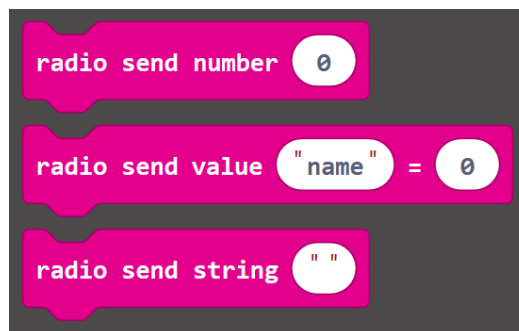 radio send number 0
radio send value "name" = 0
radio send string " "